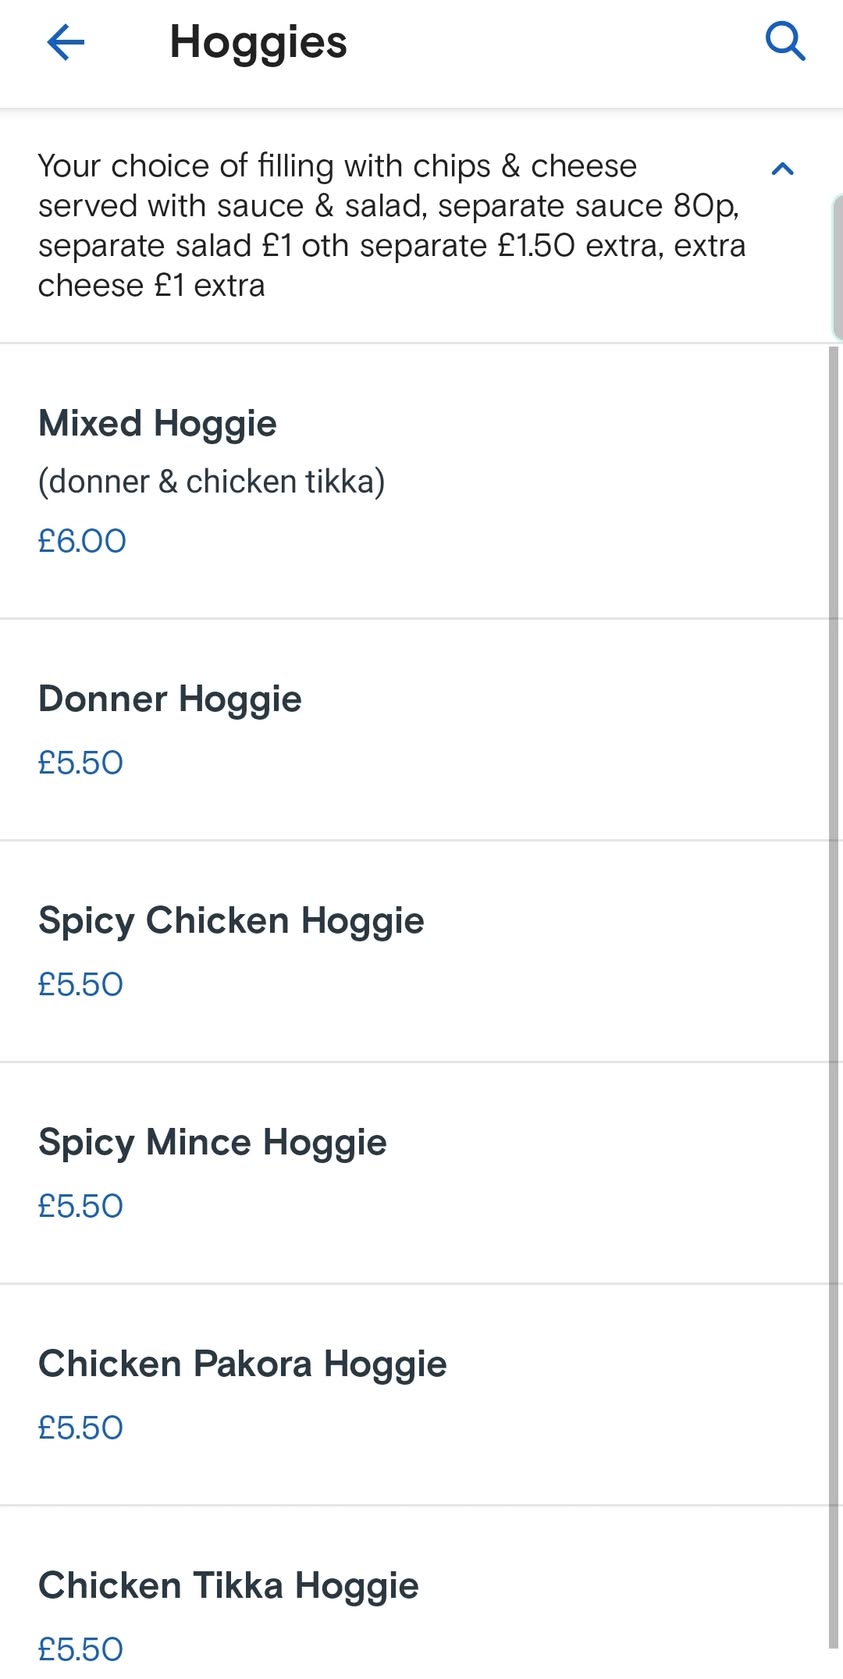 Hoggies
Your choice of filling with chips & cheese
served with sauce & salad, separate sauce 80p,
separate salad £1 oth separate £1.50 extra, extra
cheese £1 extra
Mixed Hoggie
(donner & chicken tikka)
£6.00
Donner Hoggie
£5.50
Spicy Chicken Hoggie
£5.50
Spicy Mince Hoggie
£5.50
Chicken Pakora Hoggie
£5.50
Chicken Tikka Hoggie
£5.50